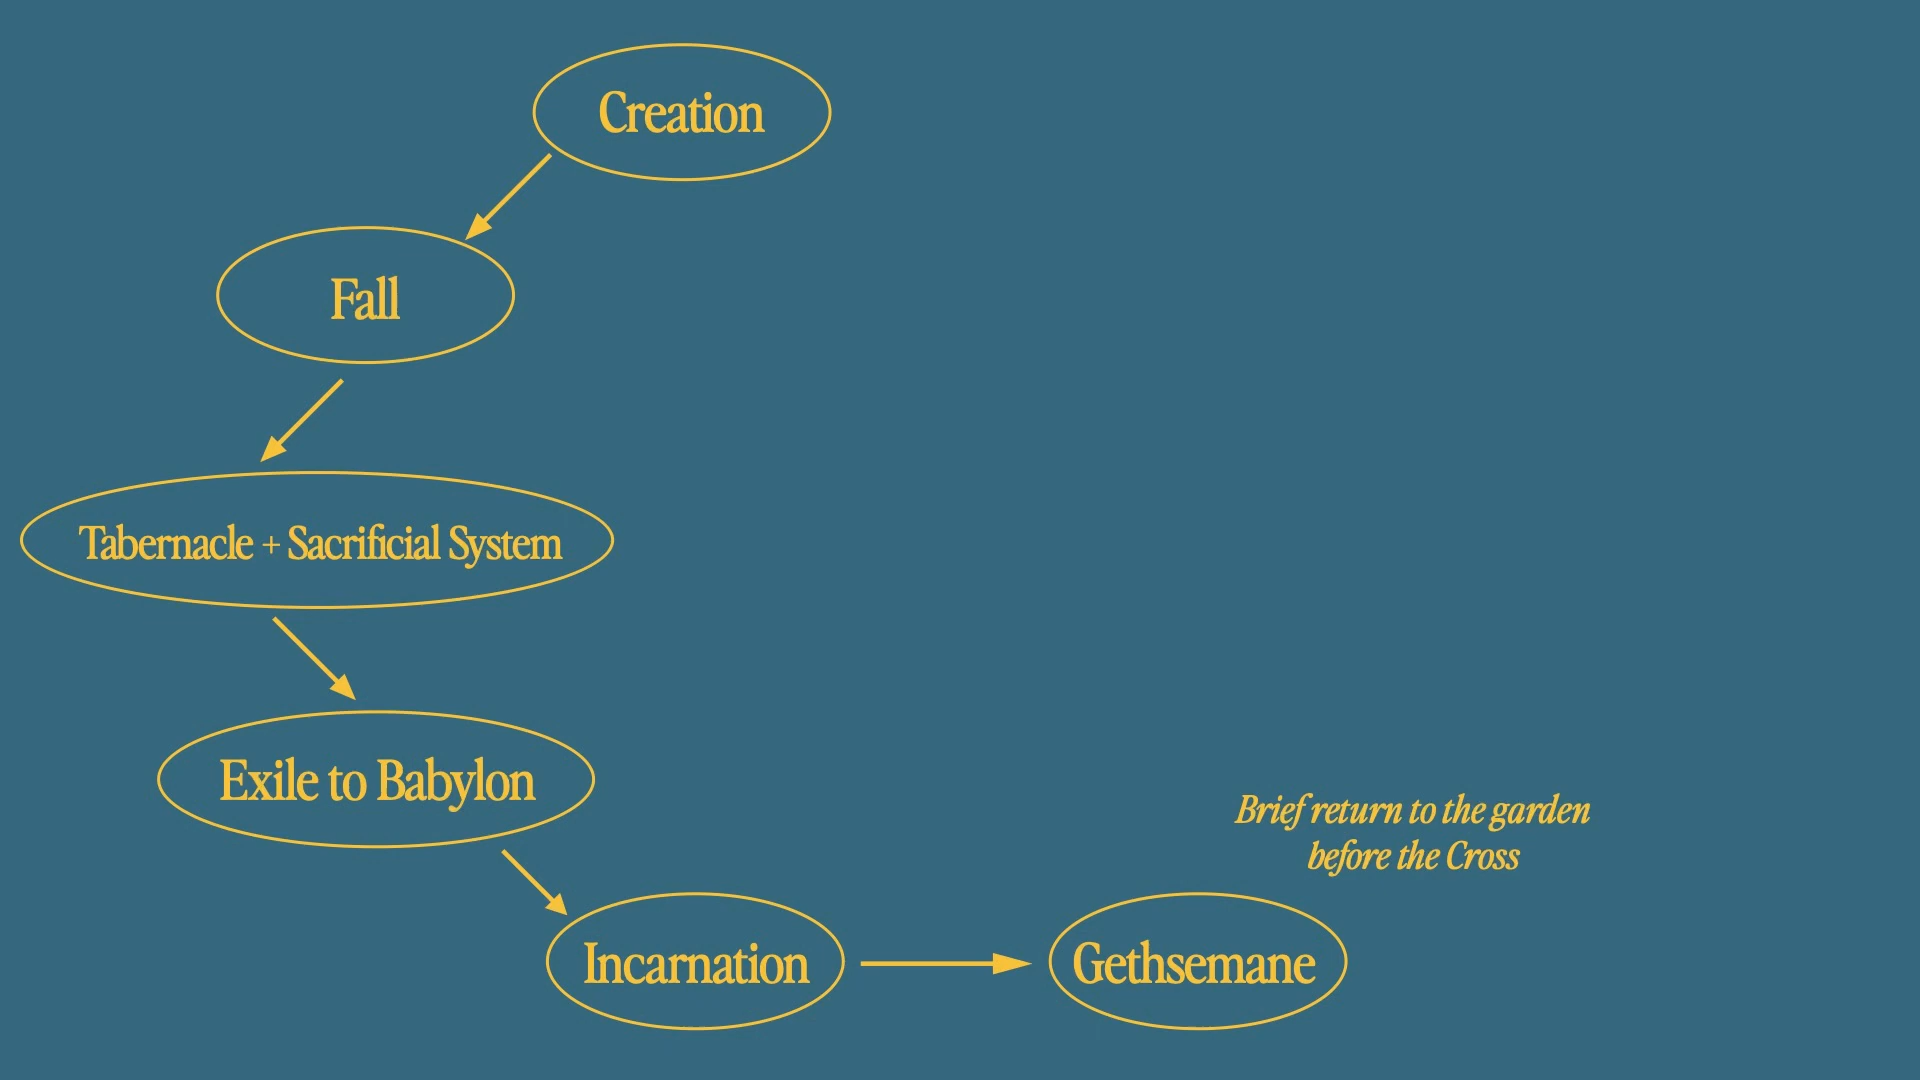 Creation
Fall
Tabernacle + Sacrificial System
Exile to Babylon
Incarnation
Brief return to the garden
before the Cross
Gethsemane